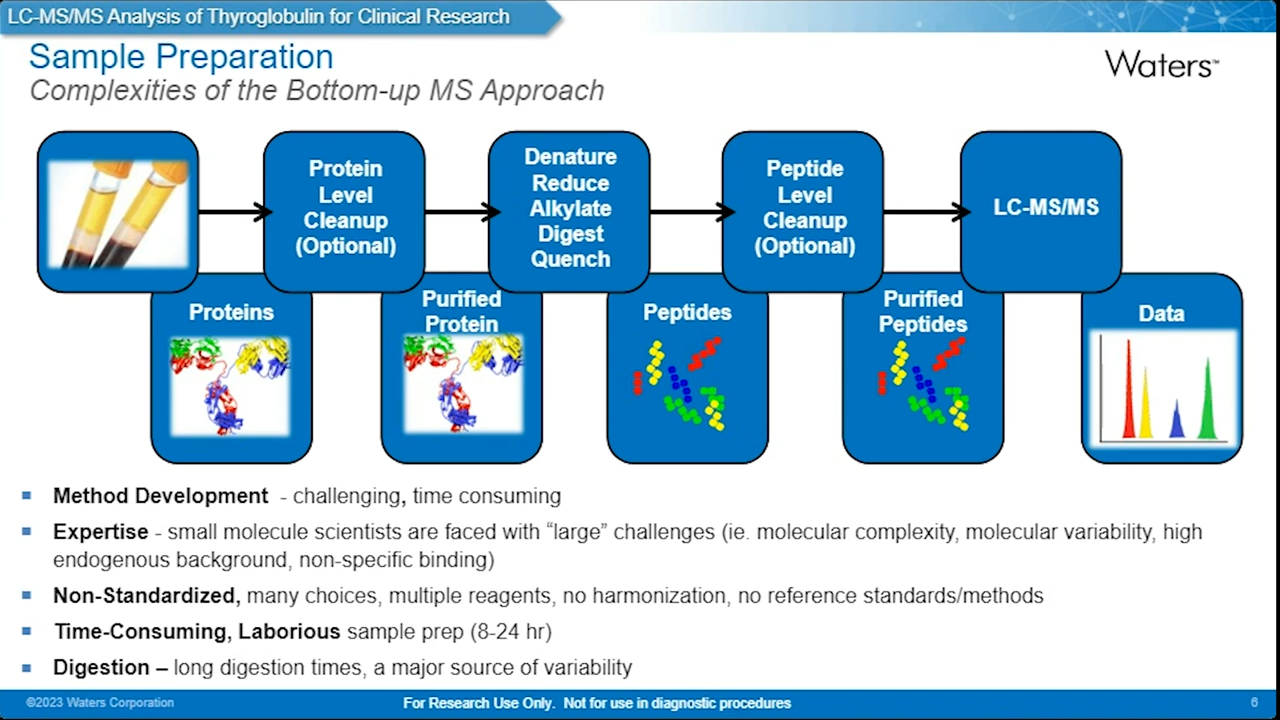 LC-MS/MS Analysis of Thyroglobulin for Clinical Research
Sample Preparation
Complexities of the Bottom-up MS Approach
Waters™
Protein
Level
Cleanup
(Optional)
Denature
Reduce
Alkylate
Digest
Quench
Peptide
Level
Cleanup
(Optional)
LC-MS/MS
Proteins
Purified
Protein
Peptides
Purified
Peptides
Data
▪ Method Development - challenging, time consuming
▪ Expertise - small molecule scientists are faced with “large” challenges (ie. molecular complexity, molecular variability, high
endogenous background, non-specific binding)
▪ Non-Standardized, many choices, multiple reagents, no harmonization, no reference standards/methods
▪ Time-Consuming, Laborious sample prep (8-24 hr)
▪ Digestion – long digestion times, a major source of variability
©2023 Waters Corporation
For Research Use Only. Not for use in diagnostic procedures
6